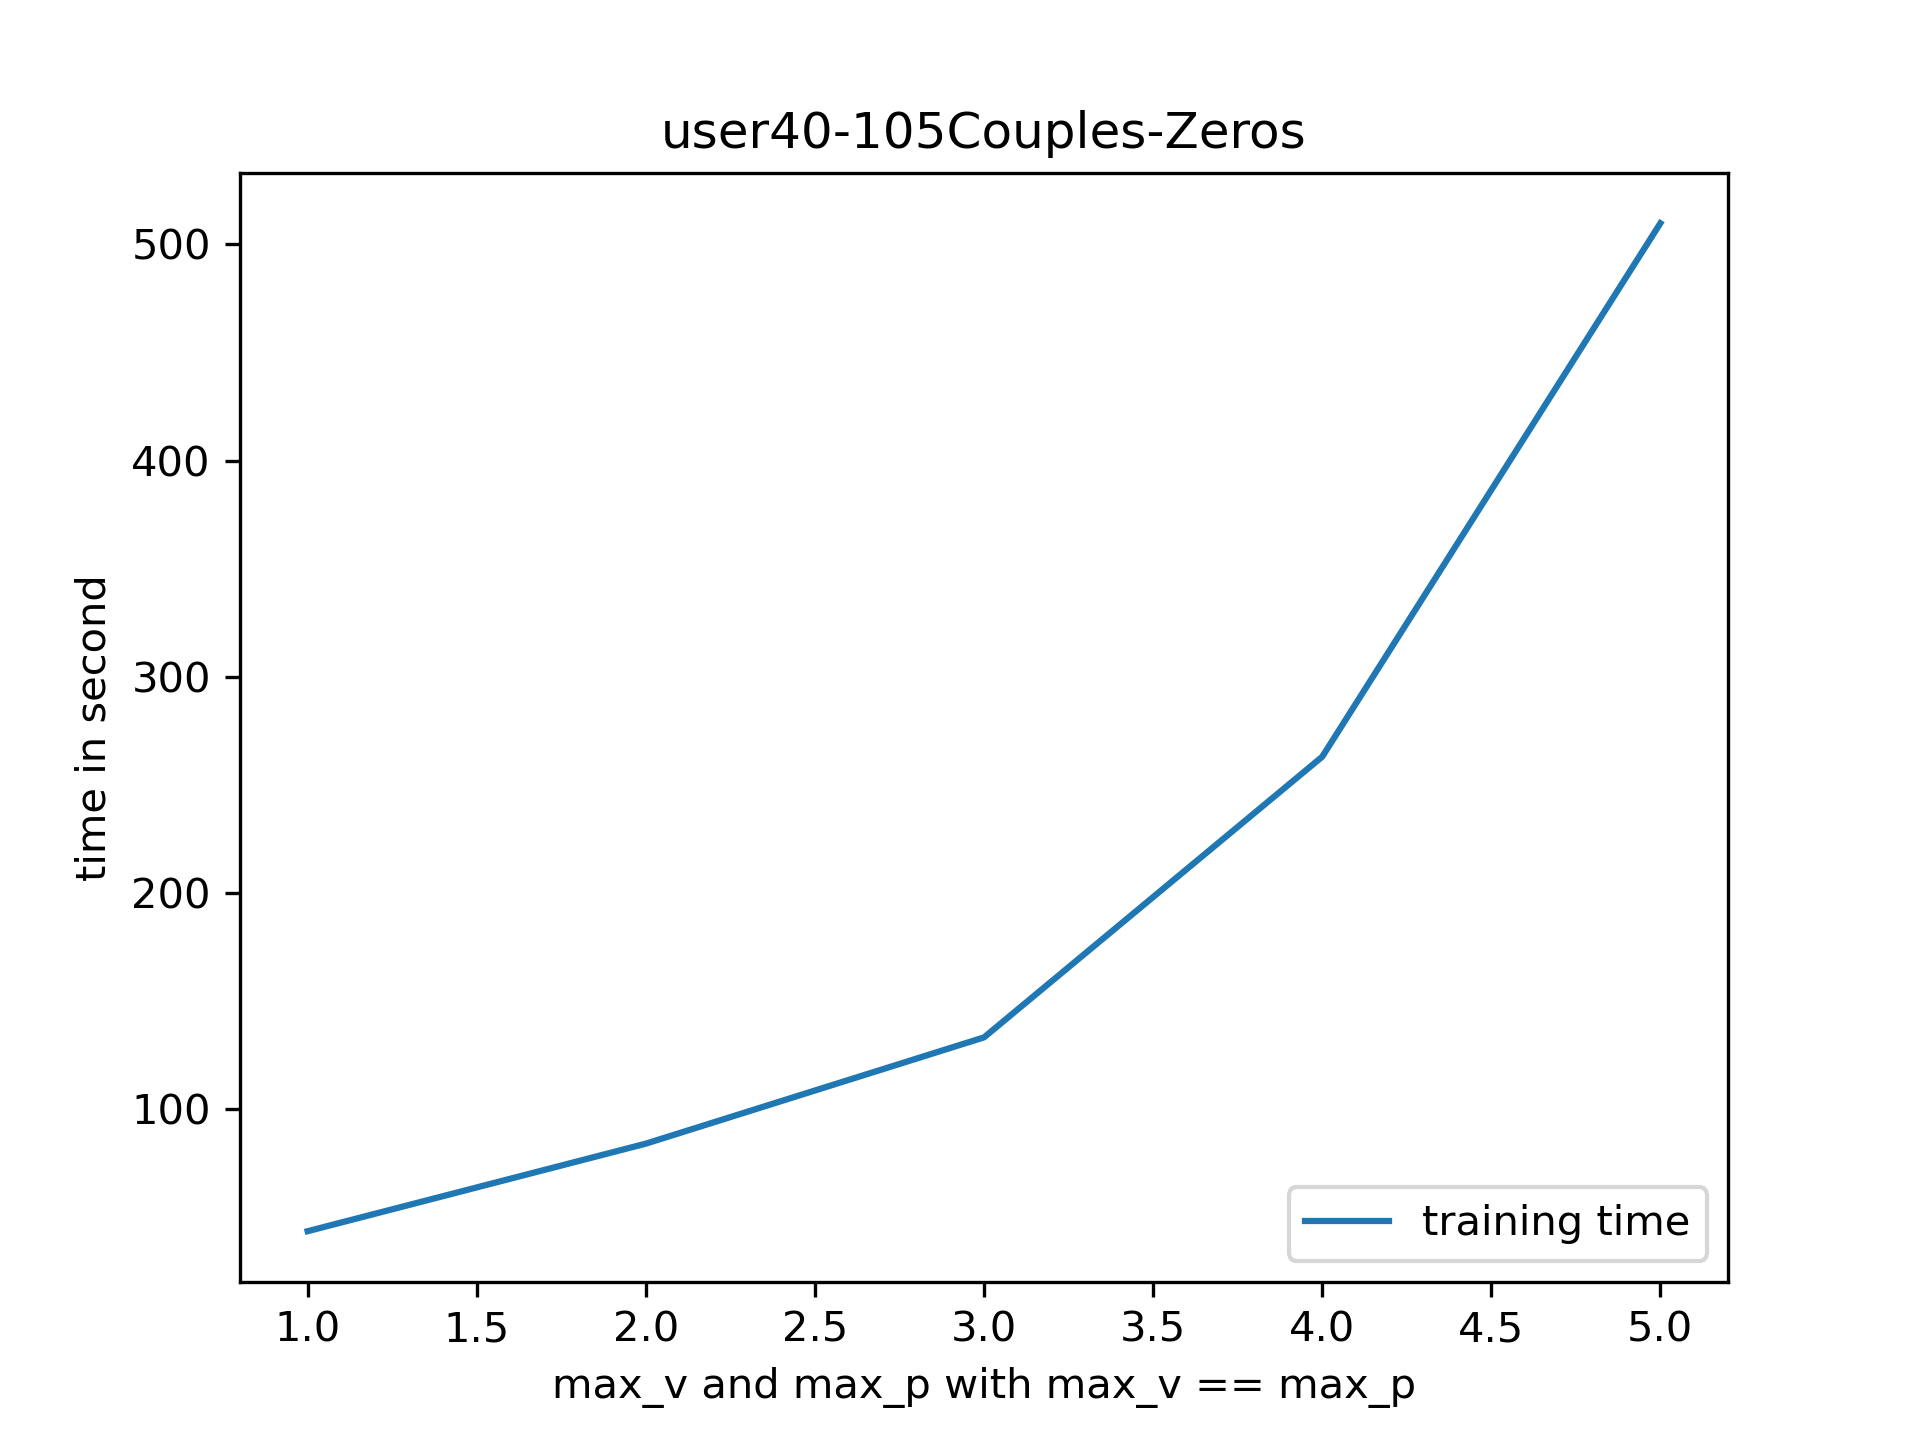 user40-105Couples-Zeros
500
400
300
200
100
time in second
training time
1.0 1.5 2.0 2.5 3.0 3.5 4.0 4.5 5.0
max_v and max_p with max_v == max_p